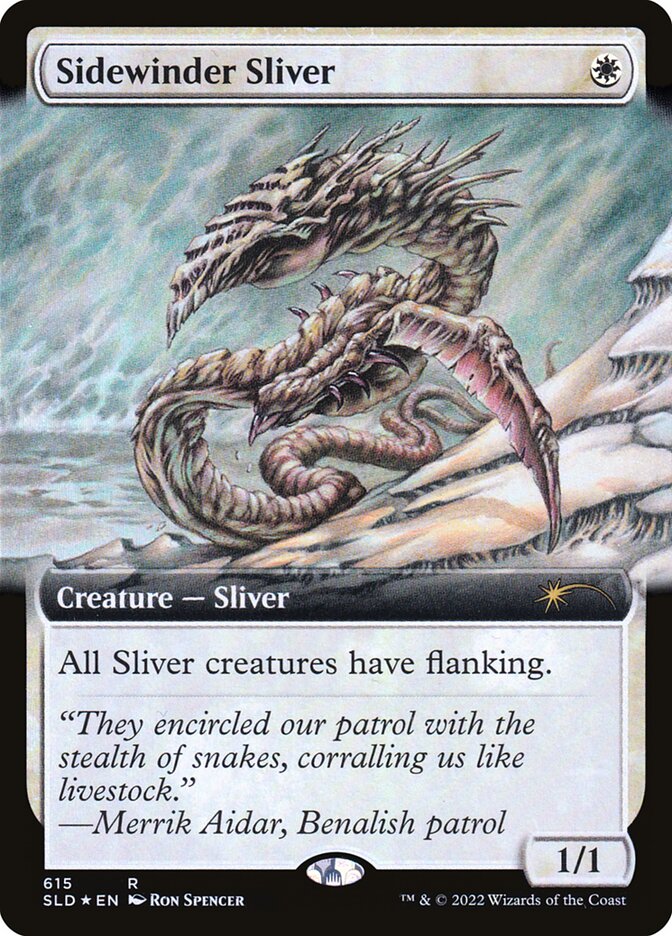 Sidewinder Sliver
Creature — Sliver
All Sliver creatures have flanking.
“They encircled our patrol with the
stealth of snakes, corralling us like
livestock.”
—Merrik Aidar, Benalish patrol
1/1
615 R
SLD★EN Ron Spencer
™ & © 2022 Wizards of the Coast